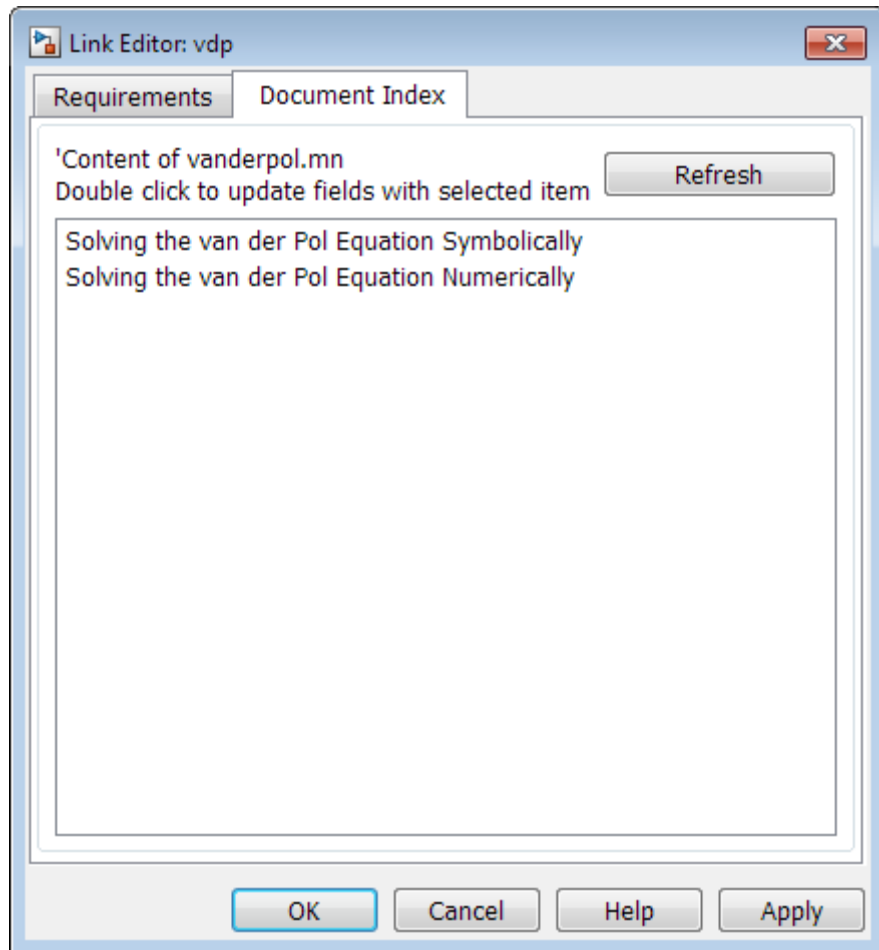 Link Editor: vdp
Requirements
Document Index
'Content of vanderpol.mn
Double click to update fields with selected item
Refresh
Solving the van der Pol Equation Symbolically
Solving the van der Pol Equation Numerically
OK
Cancel
Help
Apply